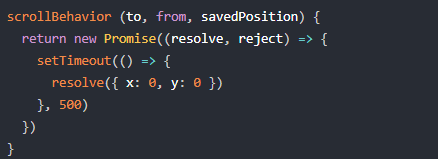 scrollBehavior (to, from, savedPosition) {
  return new Promise((resolve, reject) => {
    setTimeout(() => {
      resolve({ x: 0, y: 0 })
    }, 500)
  })
}